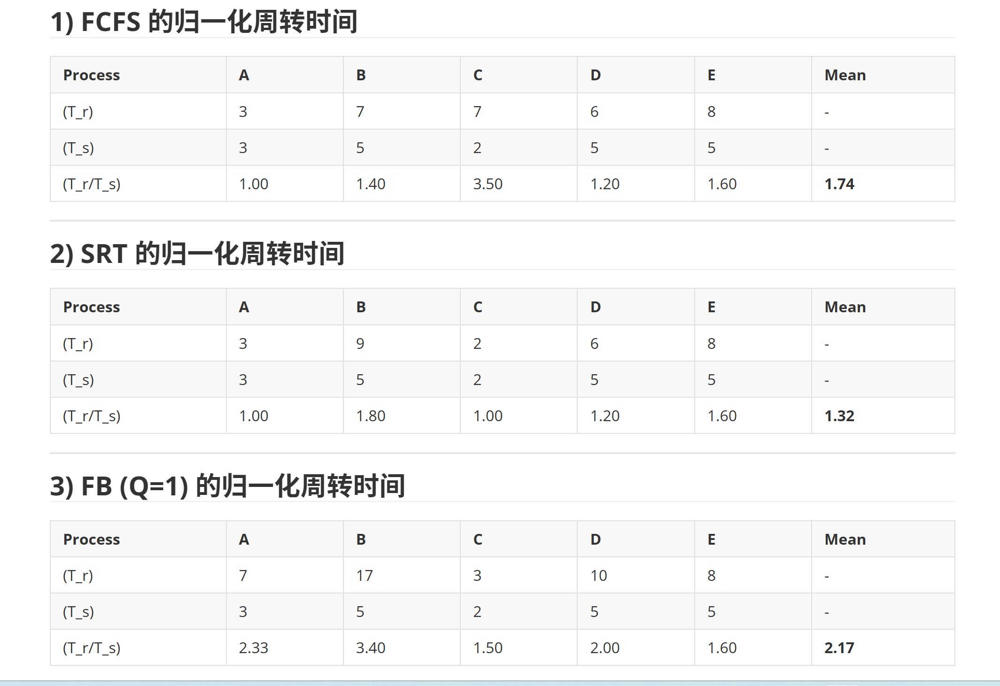 1) FCFS 的归一化周转时间
Process A B C D E Mean
(T_r) 3 7 7 6 8 -
(T_s) 3 5 2 5 5 -
(T_r/T_s) 1.00 1.40 3.50 1.20 1.60 1.74
2) SRT 的归一化周转时间
Process A B C D E Mean
(T_r) 3 9 2 6 8 -
(T_s) 3 5 2 5 5 -
(T_r/T_s) 1.00 1.80 1.00 1.20 1.60 1.32
3) FB (Q=1) 的归一化周转时间
Process A B C D E Mean
(T_r) 7 17 3 10 8 -
(T_s) 3 5 2 5 5 -
(T_r/T_s) 2.33 3.40 1.50 2.00 1.60 2.17